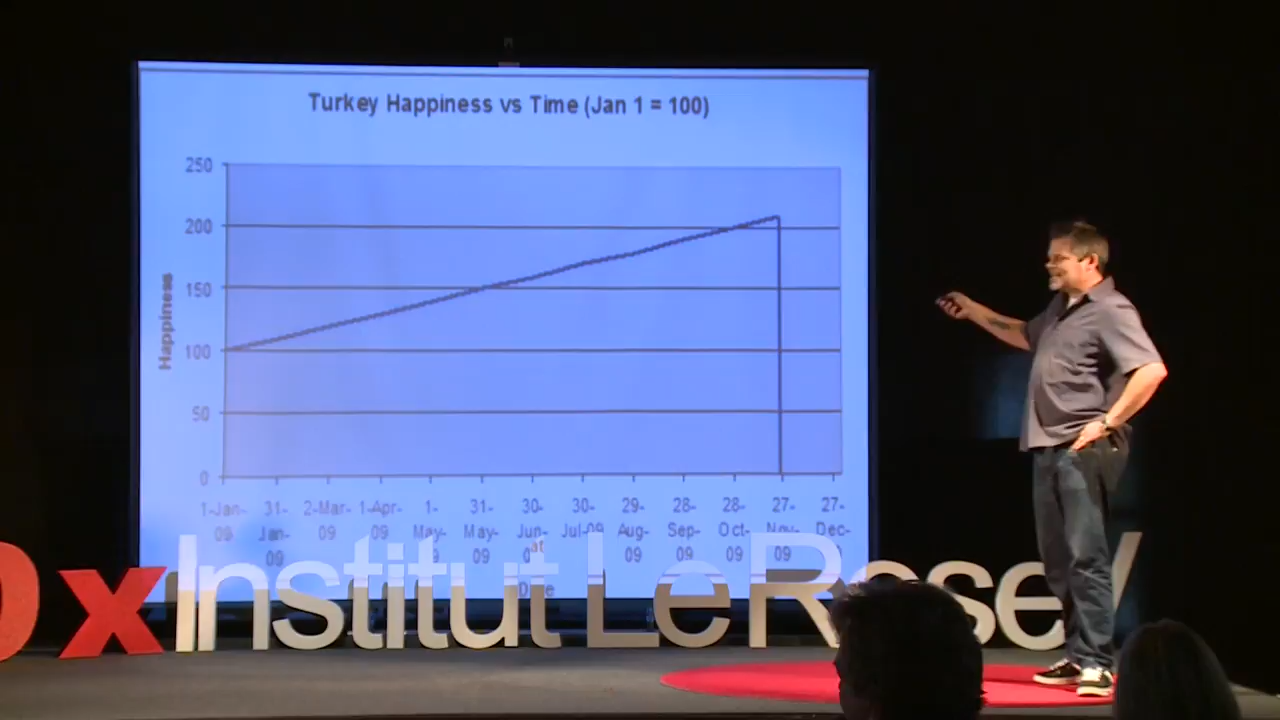 Turkey Happiness vs Time (Jan 1 = 100)
250
200
150
100
50
0
Happiness
1-Jan-09
31-Jan-09
2-Mar-09
1-Apr-09
1-May-09
31-May-09
30-Jun-
30-Jul-09
29-Aug-09
28-Sep-09
28-Oct-09
27-Nov-09
27-Dec-
x Institut Le Rosey